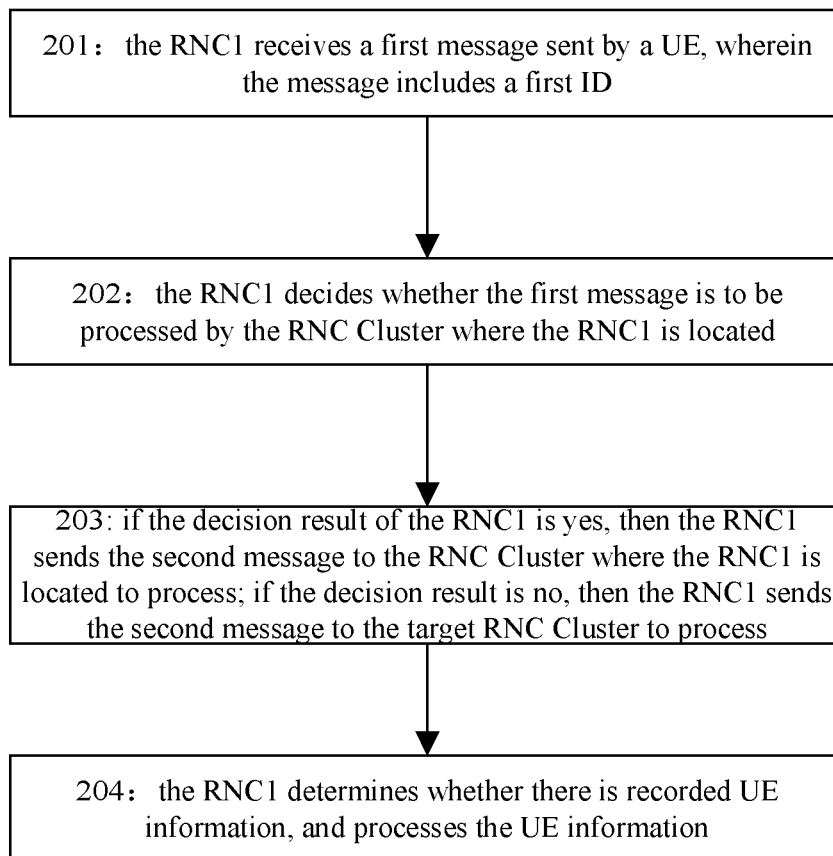 201： the RNC1 receives a first message sent by a UE, wherein
the message includes a first ID
202： the RNC1 decides whether the first message is to be
processed by the RNC Cluster where the RNC1 is located
203: if the decision result of the RNC1 is yes, then the RNC1
sends the second message to the RNC Cluster where the RNC1 is
located to process; if the decision result is no, then the RNC1 sends
the second message to the target RNC Cluster to process
204： the RNC1 determines whether there is recorded UE
information, and processes the UE information